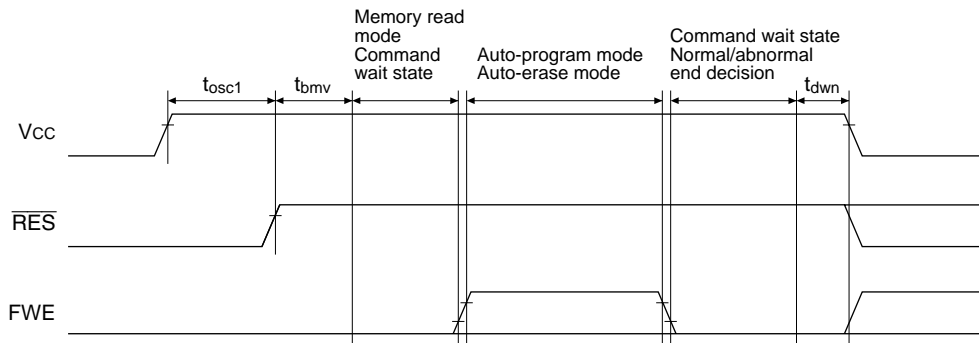 Memory read
mode
Command
wait state
Auto-program mode
Auto-erase mode
Command wait state
Normal/abnormal
end decision
tosc1
tbmv
tdwn
VCC
RES
FWE